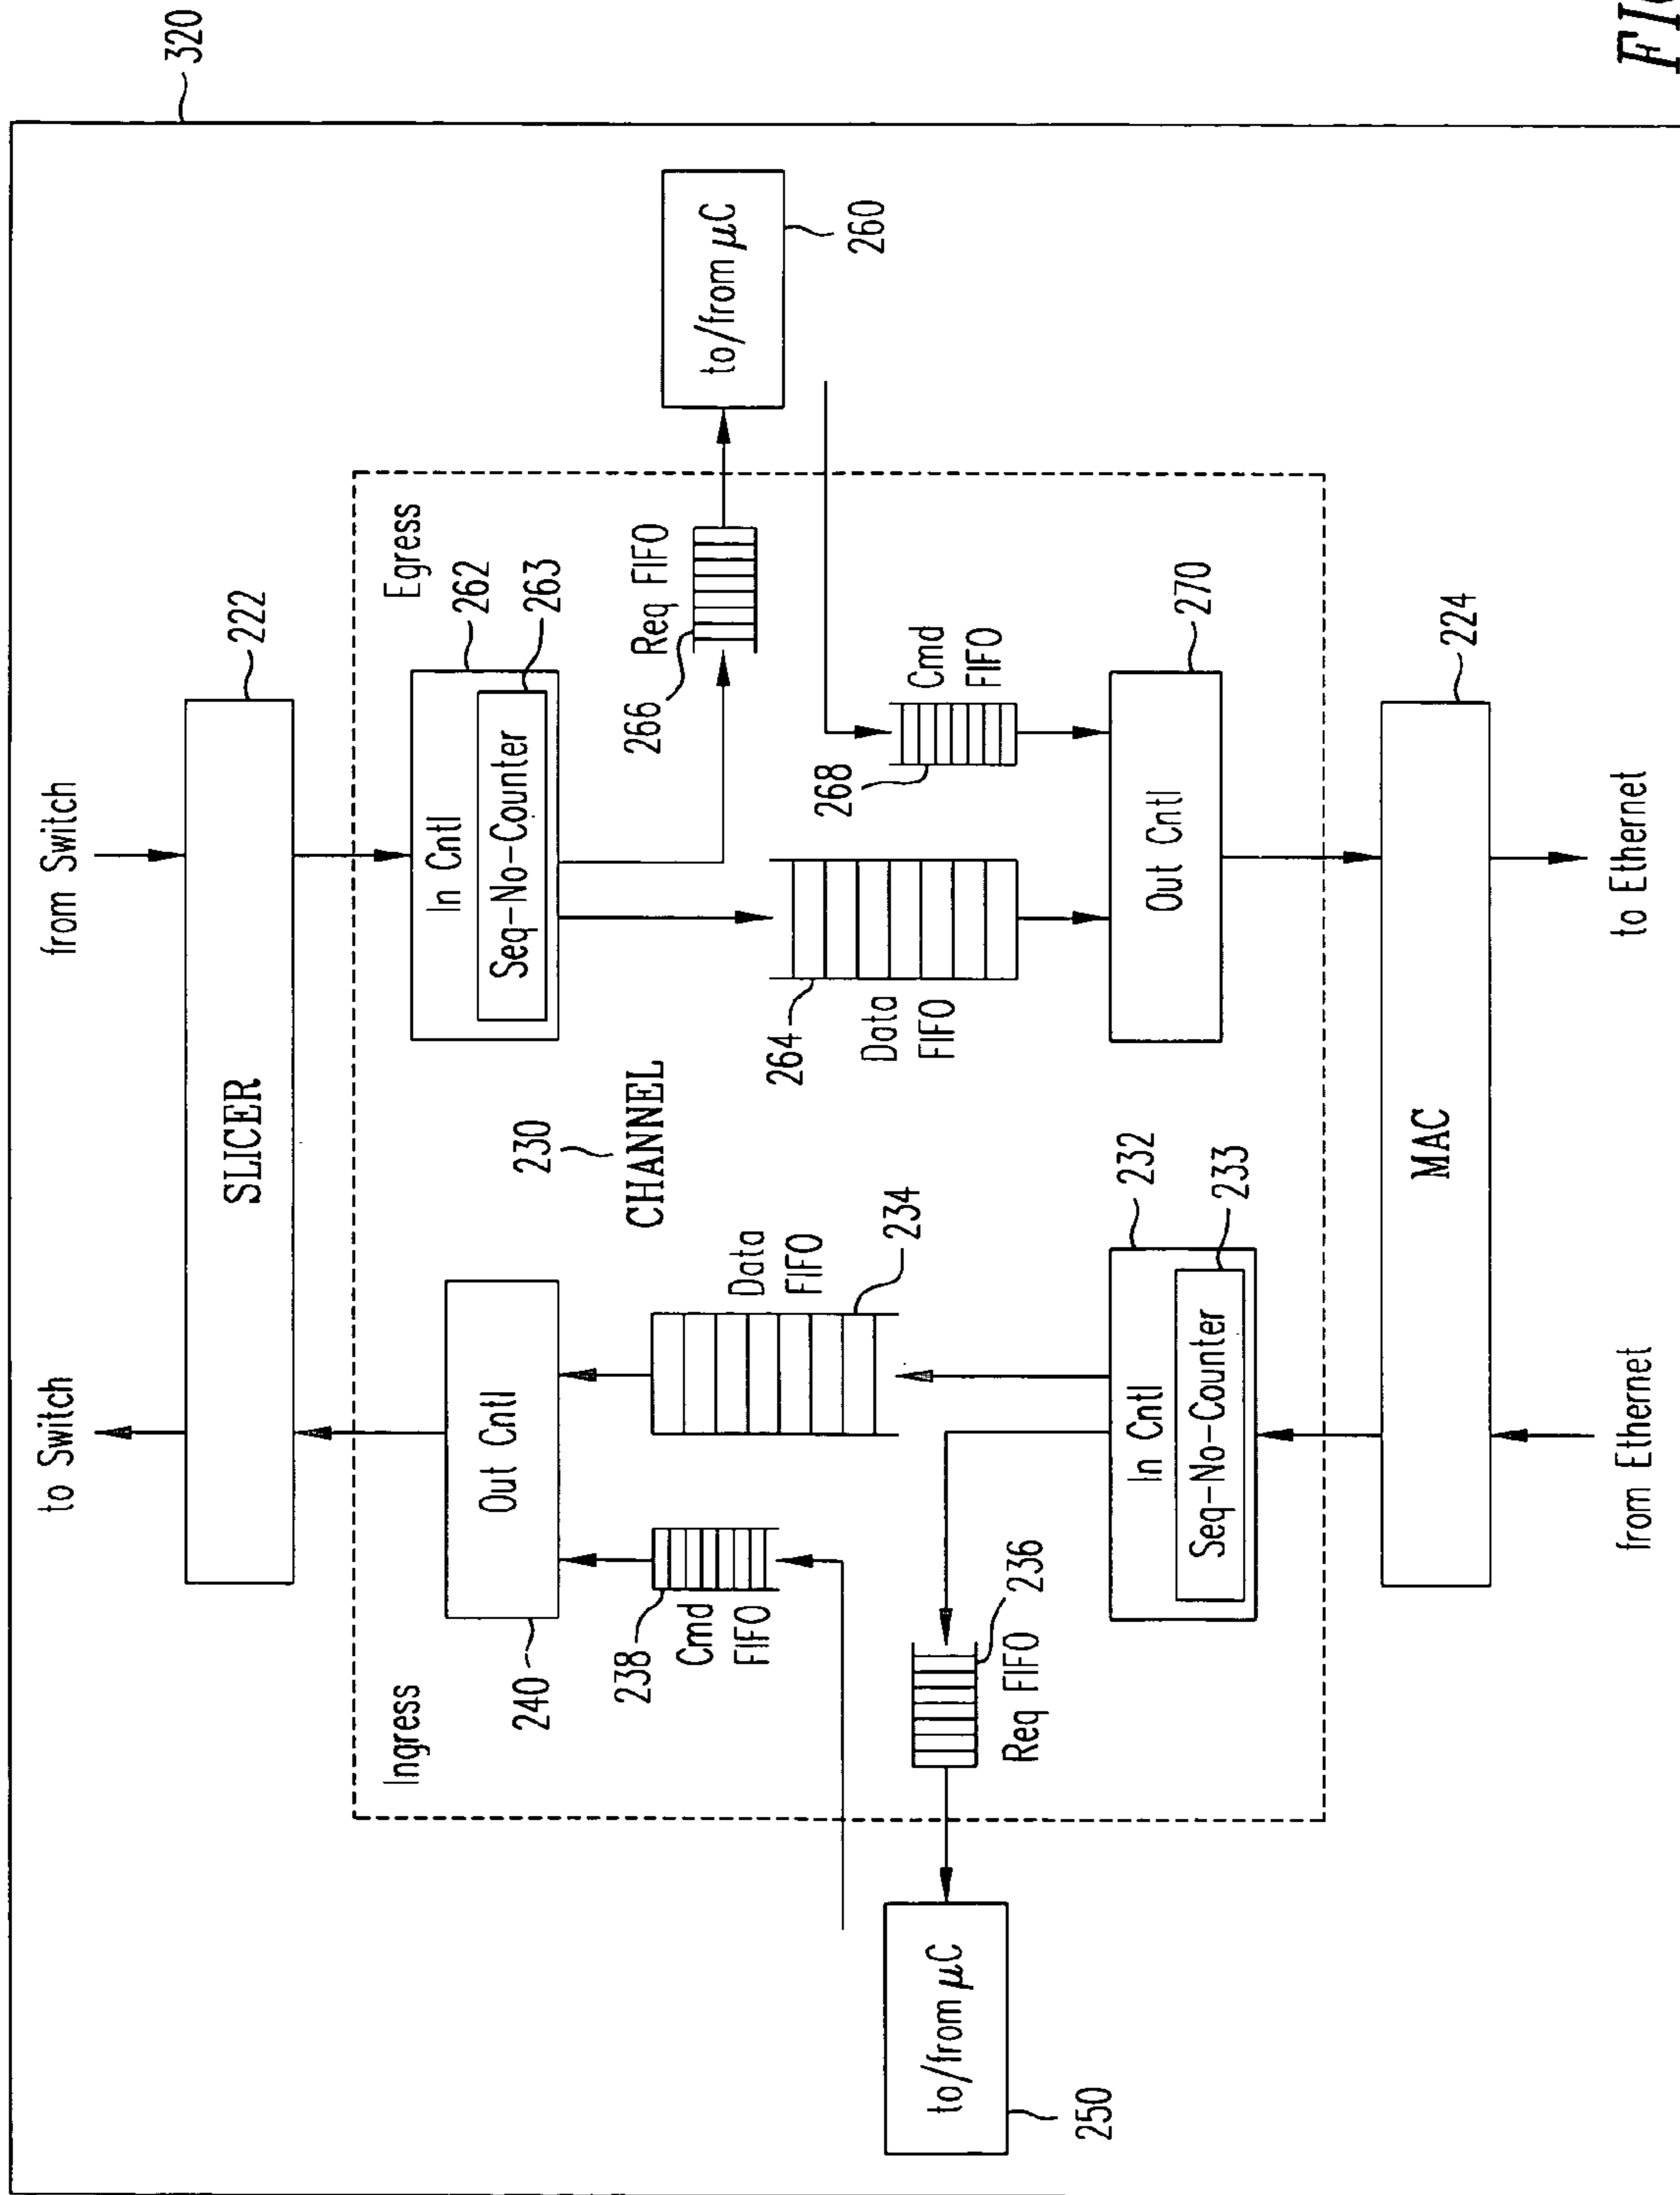 to Switch
from Switch
320
SLICER
222
Ingress
Egress
240
Out Cntl
In Cntl
262
Seq-No-Counter
263
230
CHANNEL
238
Cmd
FIFO
Data
FIFO
234
266
Req FIFO
to/from μC
260
264
Data
FIFO
268
Cmd
FIFO
to/from μC
250
236
Req FIFO
In Cntl
232
Seq-No-Counter
233
Out Cntl
270
MAC
224
from Ethernet
to Ethernet